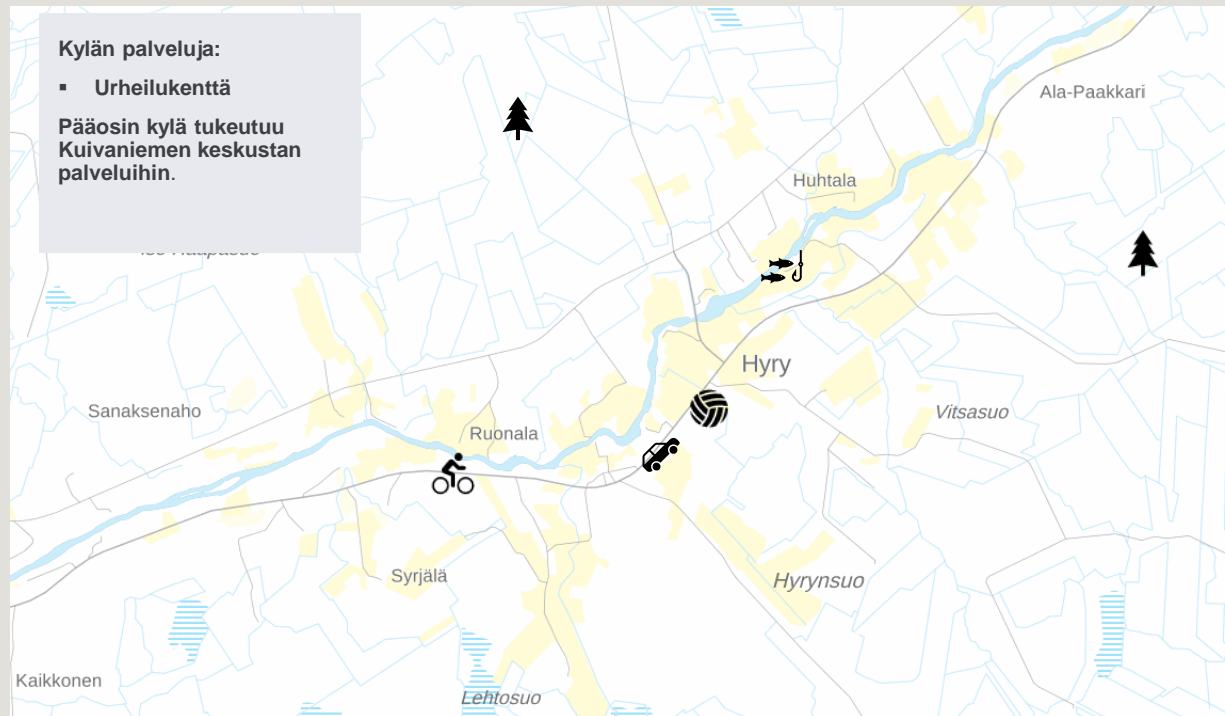 Kylän palveluja:
▪ Urheilukenttä
Pääosin kylä tukeutuu
Kuivaniemen keskustan
palveluihin.
Ala-Paakkari
Huhtala
Hyry
Sanaksenaho
Vitsasuo
Ruonala
Syrjälä
Hyrynsuo
Kaikkonen
Lehtosuo